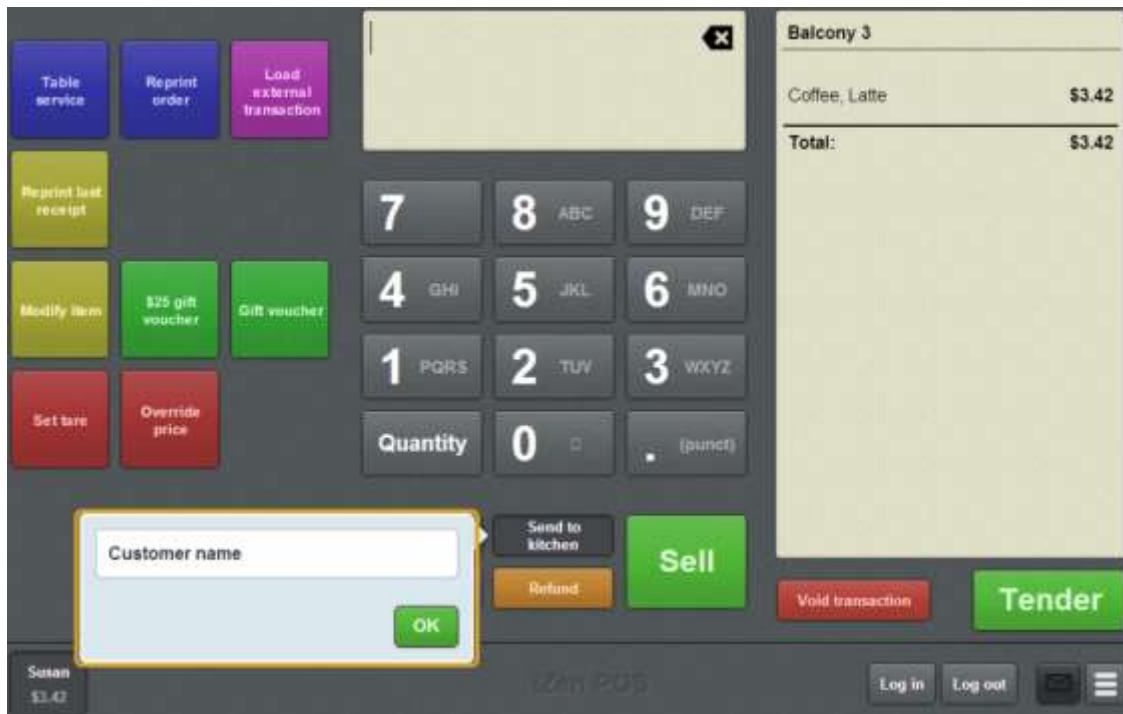 Table
service
Reprint
order
Load
external
transaction
Reprint last
receipt
Modify item
$25 gift
voucher
Gift voucher
Set tare
Override
price
7
8 ABC
9 DEF
4 GHI
5 JKL
6 MNO
1 PQRS
2 TUV
3 WXYZ
Quantity
0
. (punct)
Customer name
OK
Send to
kitchen
Refund
Sell
Balcony 3
Coffee, Latte $3.42
Total: $3.42
Void transaction
Tender
Susan
$3.42
iZen POS
Log in
Log out